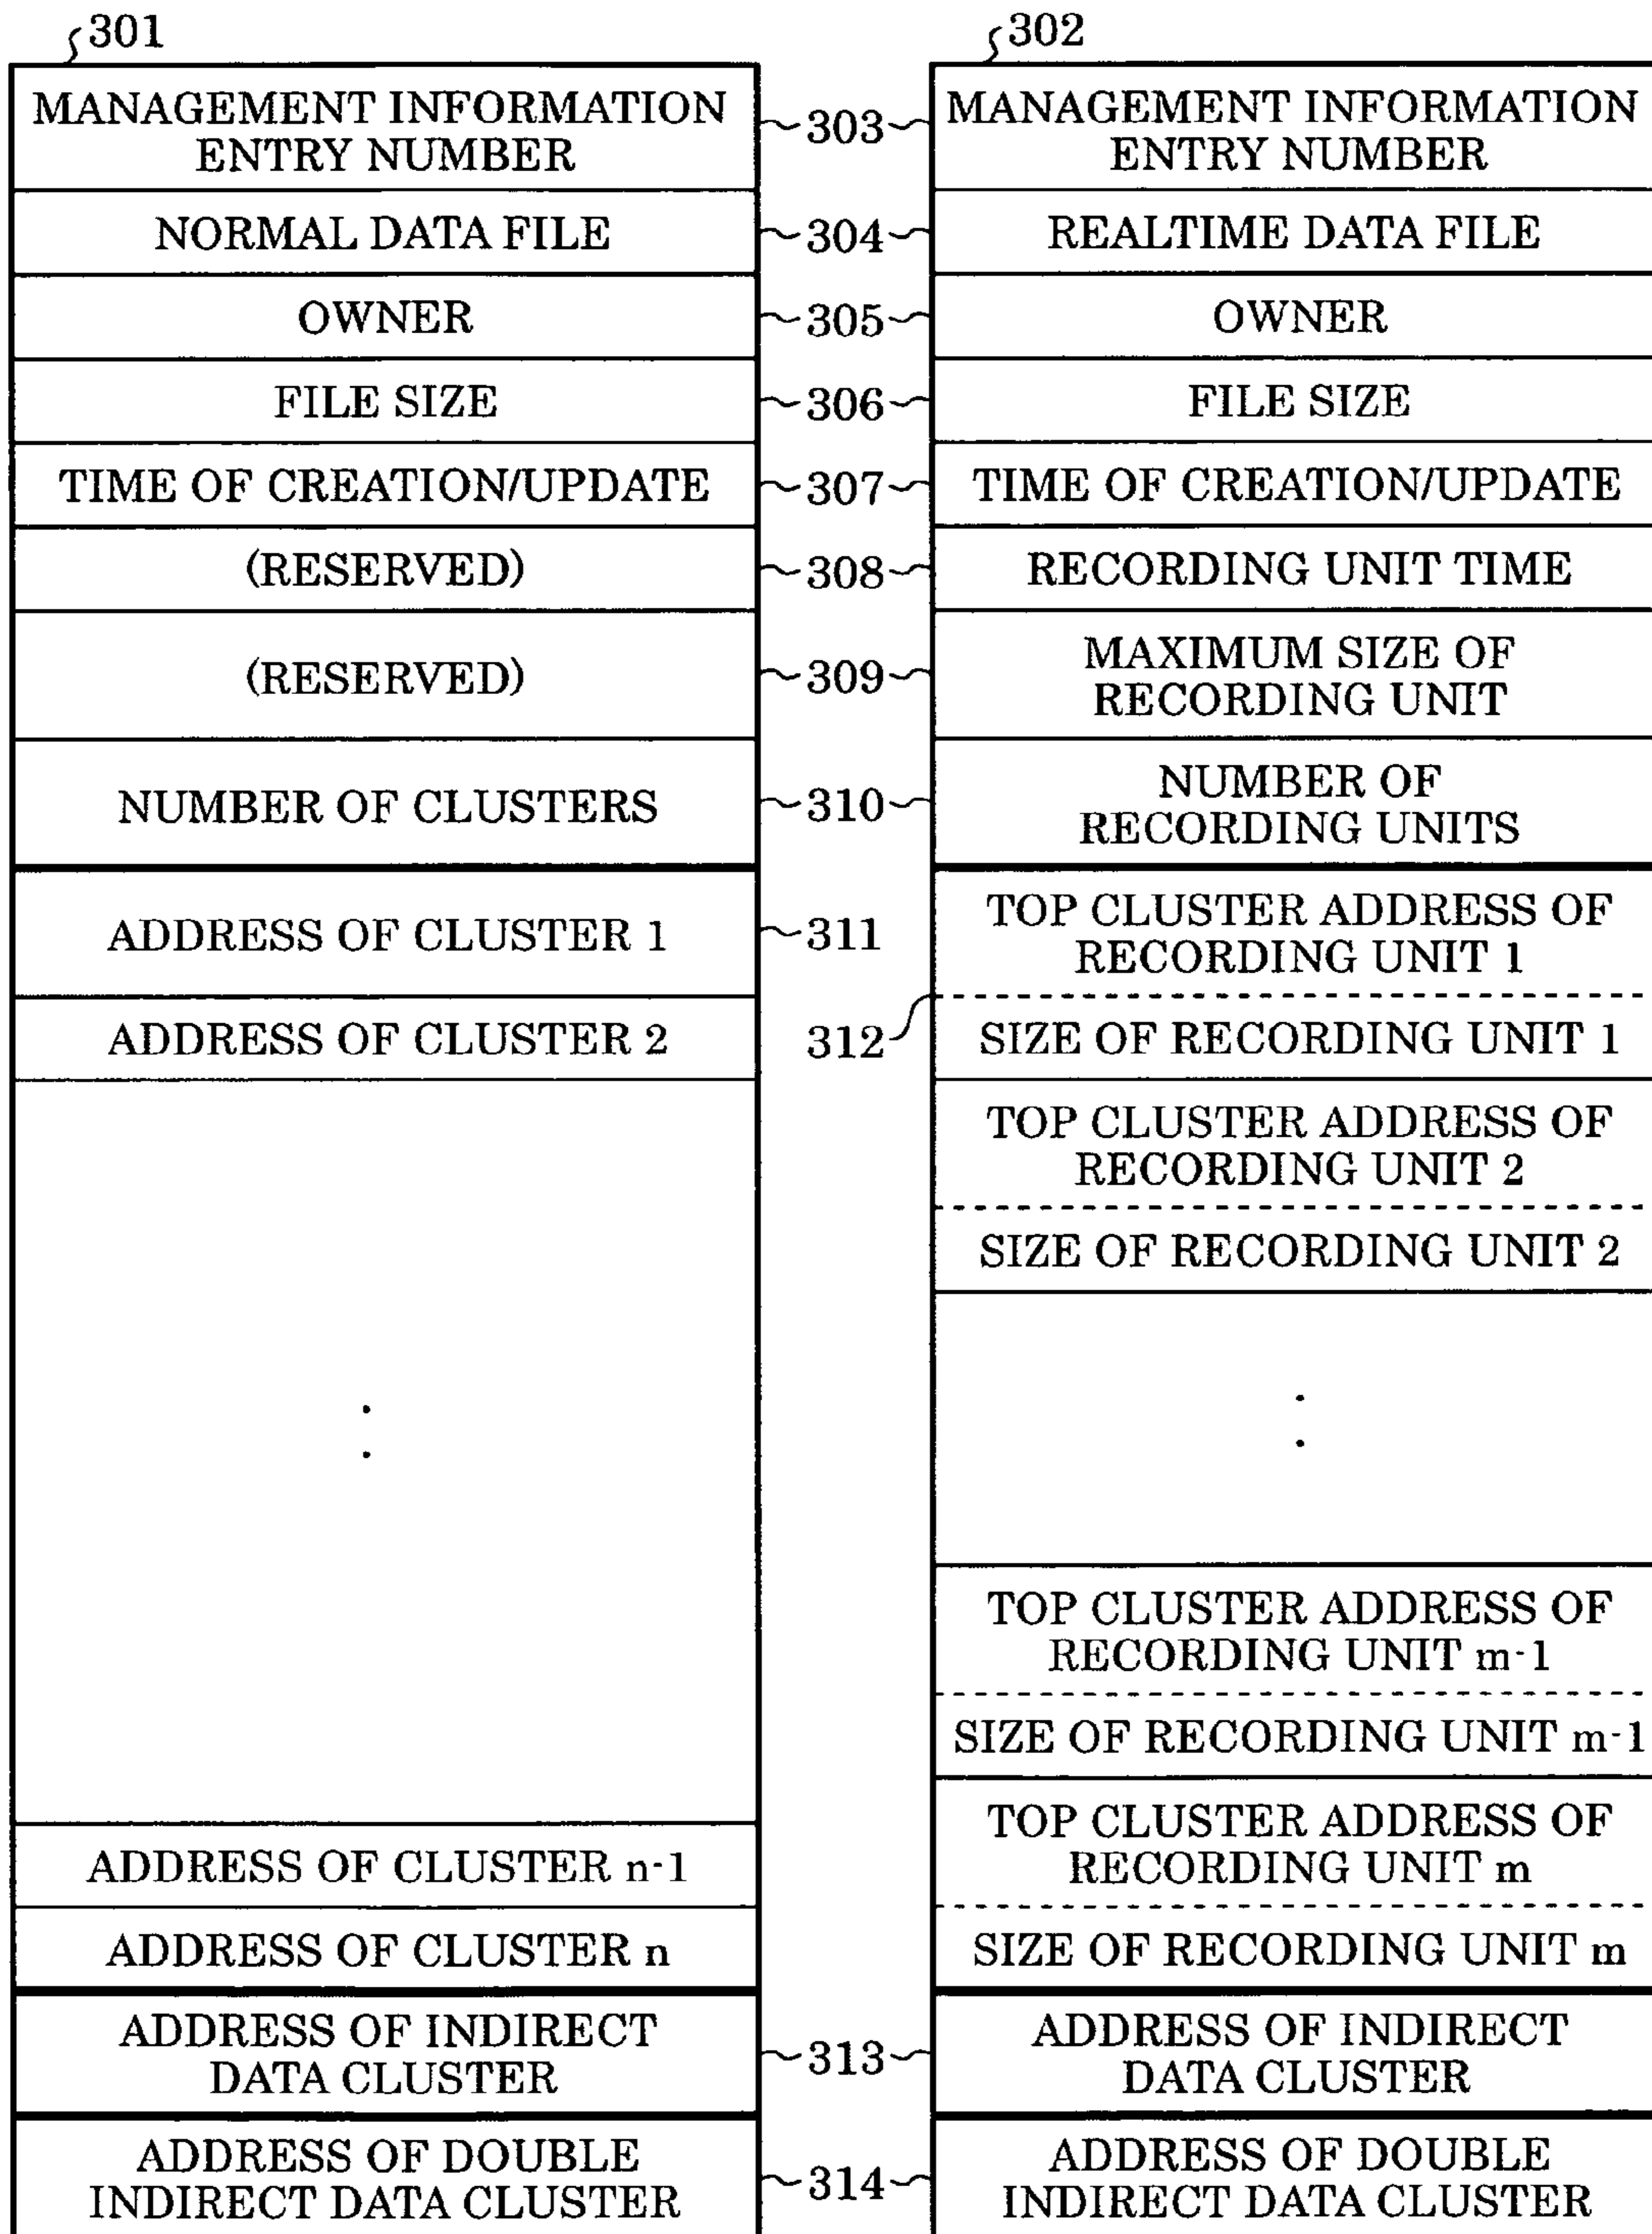 301
MANAGEMENT INFORMATION
ENTRY NUMBER
NORMAL DATA FILE
OWNER
FILE SIZE
TIME OF CREATION/UPDATE
(RESERVED)
(RESERVED)
NUMBER OF CLUSTERS
ADDRESS OF CLUSTER 1
ADDRESS OF CLUSTER 2
:
ADDRESS OF CLUSTER n-1
ADDRESS OF CLUSTER n
ADDRESS OF INDIRECT
DATA CLUSTER
ADDRESS OF DOUBLE
INDIRECT DATA CLUSTER
303
304
305
306
307
308
309
310
311
312
313
314
302
MANAGEMENT INFORMATION
ENTRY NUMBER
REALTIME DATA FILE
OWNER
FILE SIZE
TIME OF CREATION/UPDATE
RECORDING UNIT TIME
MAXIMUM SIZE OF
RECORDING UNIT
NUMBER OF
RECORDING UNITS
TOP CLUSTER ADDRESS OF
RECORDING UNIT 1
SIZE OF RECORDING UNIT 1
TOP CLUSTER ADDRESS OF
RECORDING UNIT 2
SIZE OF RECORDING UNIT 2
:
TOP CLUSTER ADDRESS OF
RECORDING UNIT m-1
SIZE OF RECORDING UNIT m-1
TOP CLUSTER ADDRESS OF
RECORDING UNIT m
SIZE OF RECORDING UNIT m
ADDRESS OF INDIRECT
DATA CLUSTER
ADDRESS OF DOUBLE
INDIRECT DATA CLUSTER